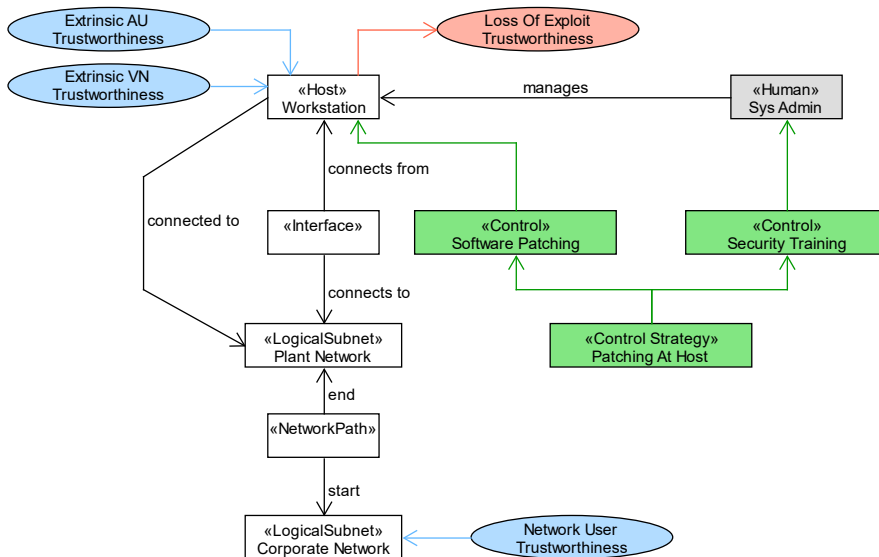 Extrinsic AU
Trustworthiness
Loss Of Exploit
Trustworthiness
Extrinsic VN
Trustworthiness
«Host»
Workstation
manages
«Human»
Sys Admin
connects from
connected to
«Interface»
«Control»
Software Patching
«Control»
Security Training
connects to
«LogicalSubnet»
Plant Network
«Control Strategy»
Patching At Host
end
«NetworkPath»
start
«LogicalSubnet»
Corporate Network
Network User
Trustworthiness